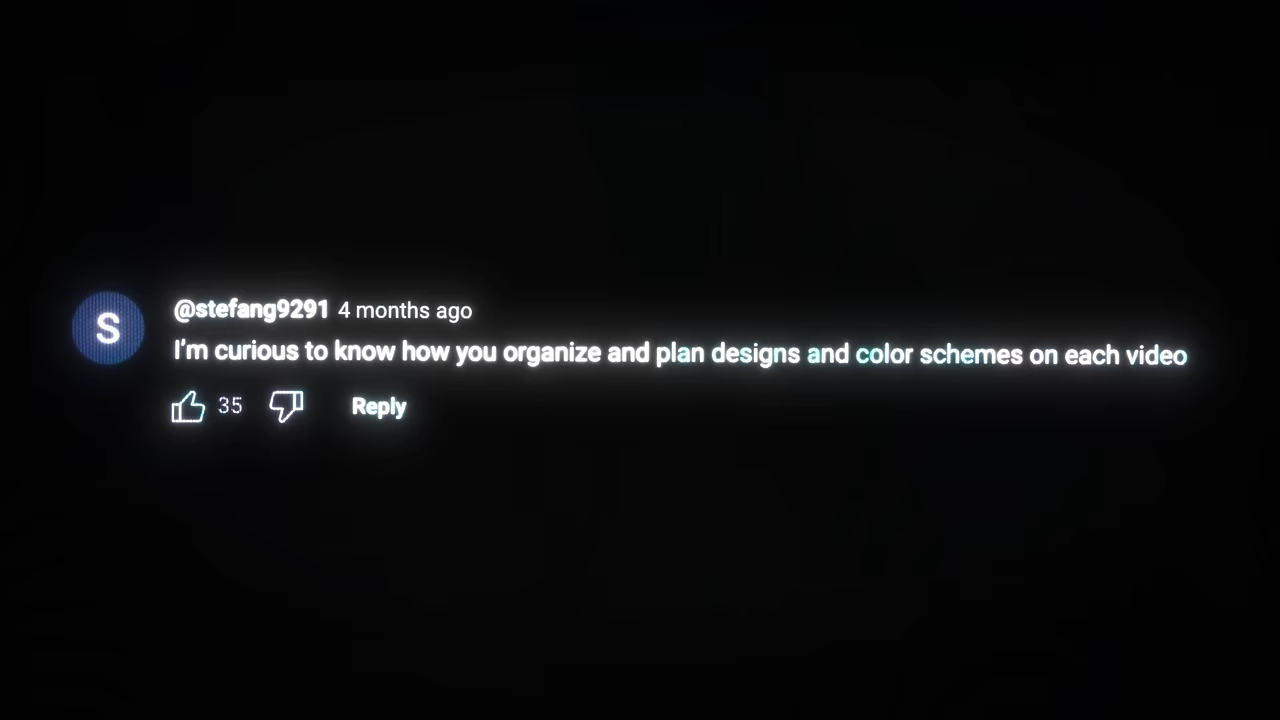 S
@stefang9291 4 months ago
I'm curious to know how you organize and plan designs and color schemes on each video
35 Reply